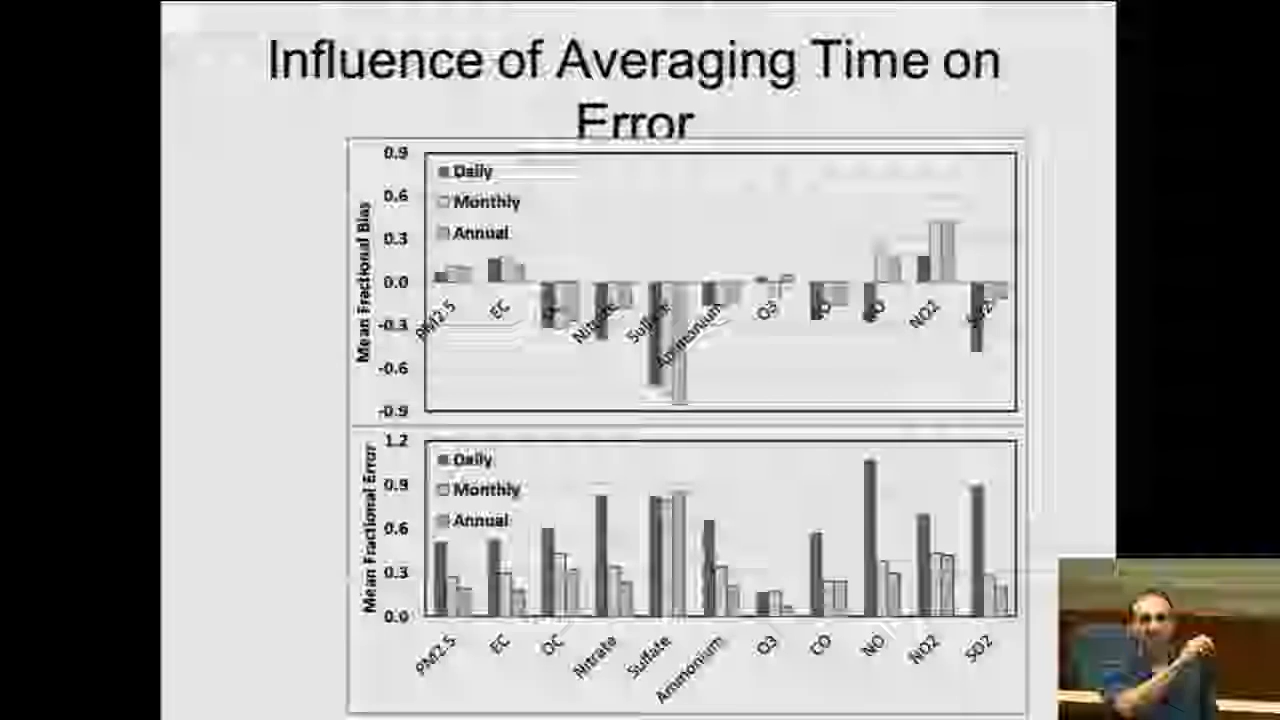 Influence of Averaging Time on
Error
Mean Fractional Bias
0.9
0.6
0.3
0.0
-0.3
-0.6
-0.9
Daily
Monthly
Annual
PM2.5
EC
Nitrate
Sulfate
Ammonium
O3
NO
NO2
SO2
Mean Fractional Error
1.2
0.9
0.6
0.3
0.0
Daily
Monthly
Annual
PM2.5
EC
OC
Nitrate
Sulfate
Ammonium
O3
CO
NO
NO2
SO2